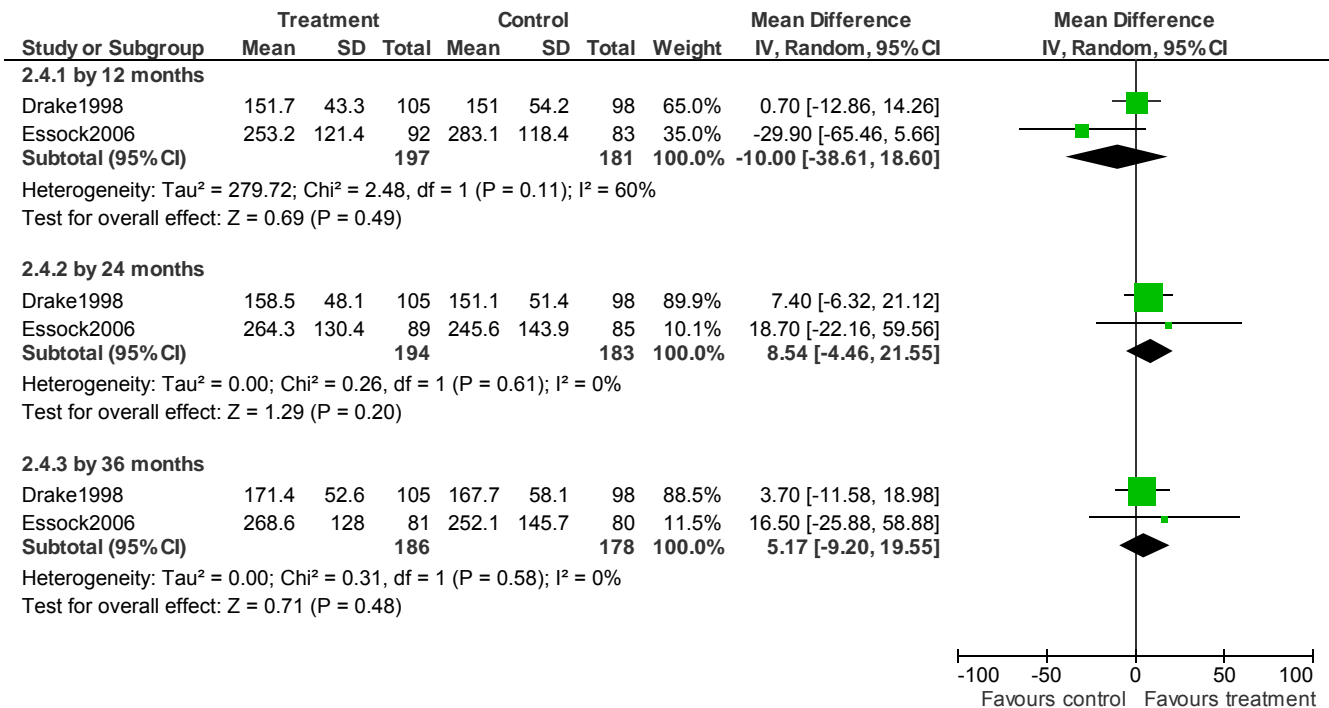 Treatment Control Mean Difference Mean Difference
Study or Subgroup Mean SD Total Mean SD Total Weight IV, Random, 95% CI IV, Random, 95% CI
2.4.1 by 12 months
Drake1998 151.7 43.3 105 151 54.2 98 65.0% 0.70 [-12.86, 14.26]
Essock2006 253.2 121.4 92 283.1 118.4 83 35.0% -29.90 [-65.46, 5.66]
Subtotal (95% CI) 197 181 100.0% -10.00 [-38.61, 18.60]
Heterogeneity: Tau² = 279.72; Chi² = 2.48, df = 1 (P = 0.11); I² = 60%
Test for overall effect: Z = 0.69 (P = 0.49)
2.4.2 by 24 months
Drake1998 158.5 48.1 105 151.1 51.4 98 89.9% 7.40 [-6.32, 21.12]
Essock2006 264.3 130.4 89 245.6 143.9 85 10.1% 18.70 [-22.16, 59.56]
Subtotal (95% CI) 194 183 100.0% 8.54 [-4.46, 21.55]
Heterogeneity: Tau² = 0.00; Chi² = 0.26, df = 1 (P = 0.61); I² = 0%
Test for overall effect: Z = 1.29 (P = 0.20)
2.4.3 by 36 months
Drake1998 171.4 52.6 105 167.7 58.1 98 88.5% 3.70 [-11.58, 18.98]
Essock2006 268.6 128 81 252.1 145.7 80 11.5% 16.50 [-25.88, 58.88]
Subtotal (95% CI) 186 178 100.0% 5.17 [-9.20, 19.55]
Heterogeneity: Tau² = 0.00; Chi² = 0.31, df = 1 (P = 0.58); I² = 0%
Test for overall effect: Z = 0.71 (P = 0.48)
-100 -50 0 50 100
Favours control Favours treatment